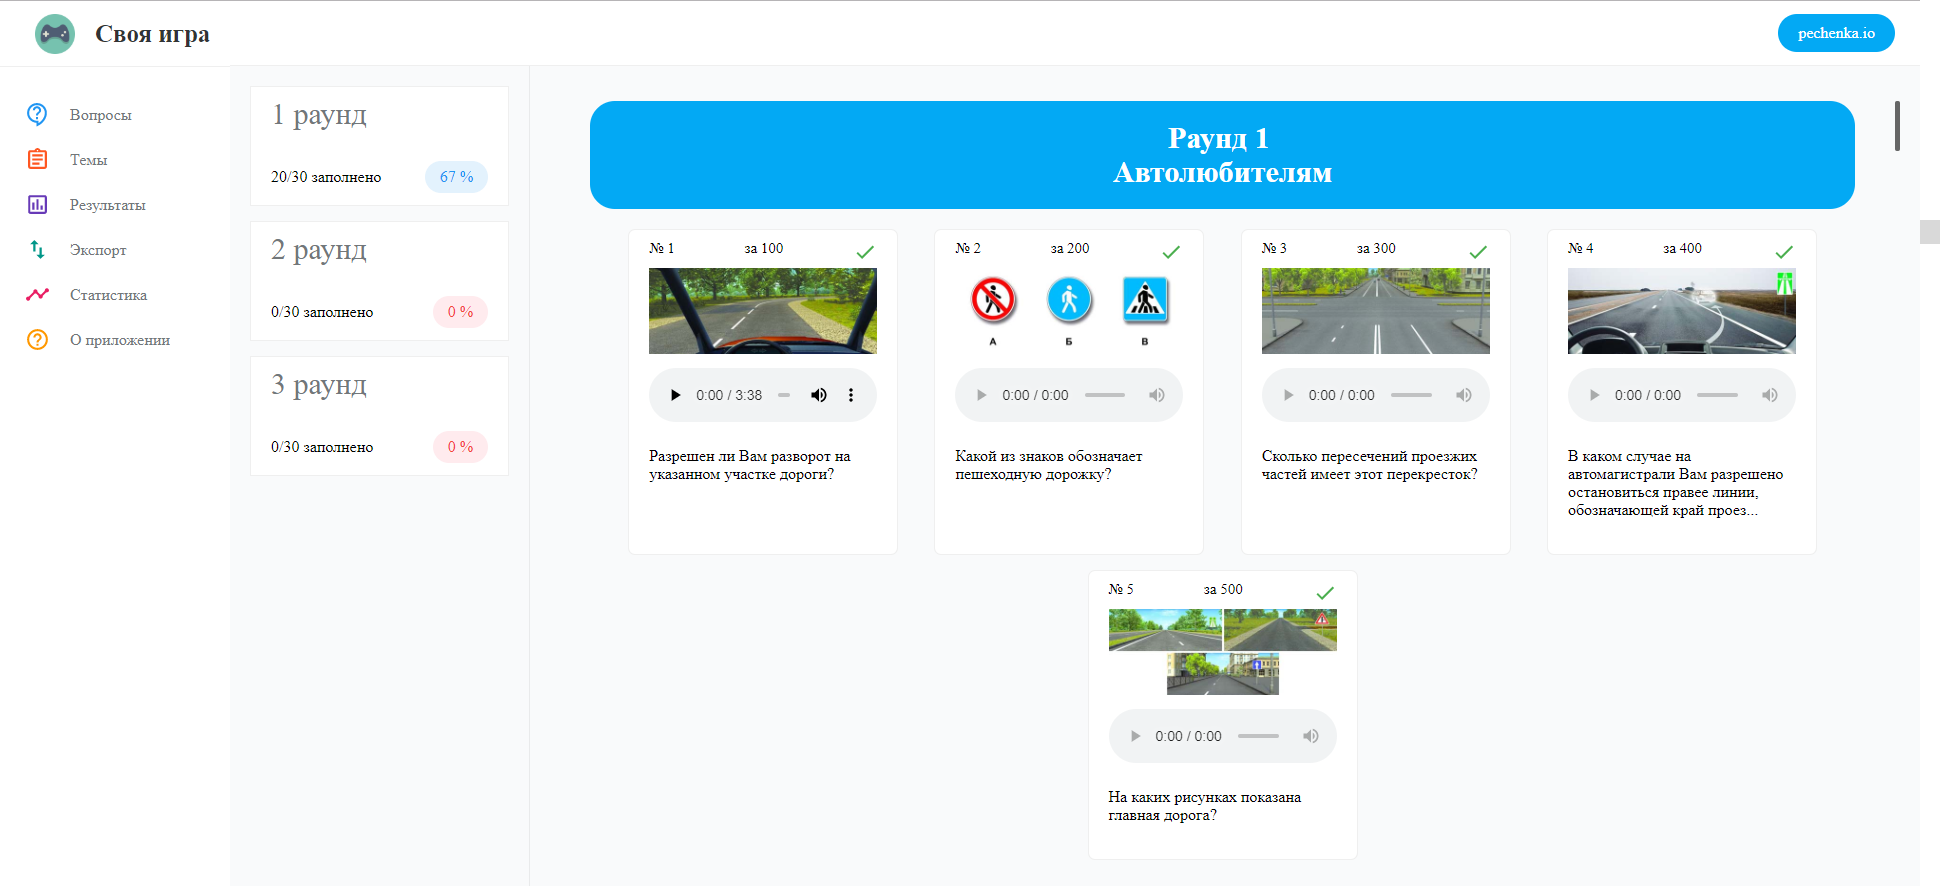 Своя игра
pechenka.io
Вопросы
Темы
Результаты
Экспорт
Статистика
О приложении
1 раунд
20/30 заполнено
67 %
2 раунд
0/30 заполнено
0 %
3 раунд
0/30 заполнено
0 %
Раунд 1
Автолюбителям
№ 1
за 100
0:00 / 3:38
Разрешен ли Вам разворот на
указанном участке дороги?
№ 2
за 200
А
Б
В
0:00 / 0:00
Какой из знаков обозначает
пешеходную дорожку?
№ 3
за 300
0:00 / 0:00
Сколько пересечений проезжих
частей имеет этот перекресток?
№ 4
за 400
0:00 / 0:00
В каком случае на
автомагистрали Вам разрешено
остановиться правее линии,
обозначающей край проез...
№ 5
за 500
0:00 / 0:00
На каких рисунках показана
главная дорога?